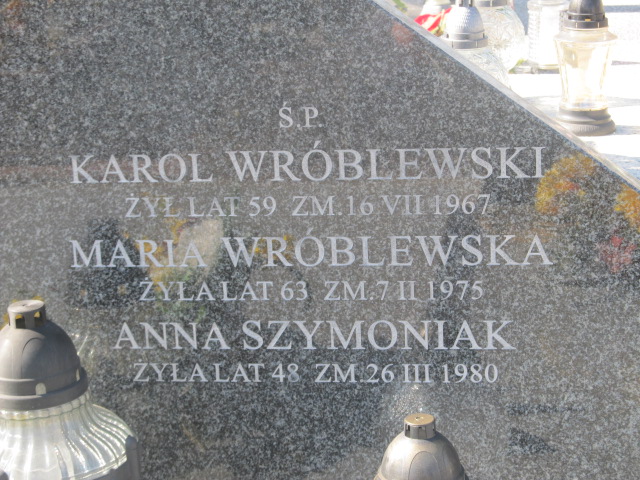 Ś.P.
KAROL WRÓBLEWSKI
ŻYŁ LAT 59 ZM.16 VII 1967
MARIA WRÓBLEWSKA
ŻYŁA LAT 63 ZM.7 II 1975
ANNA SZYMONIAK
ŻYŁA LAT 48 ZM.26 III 1980